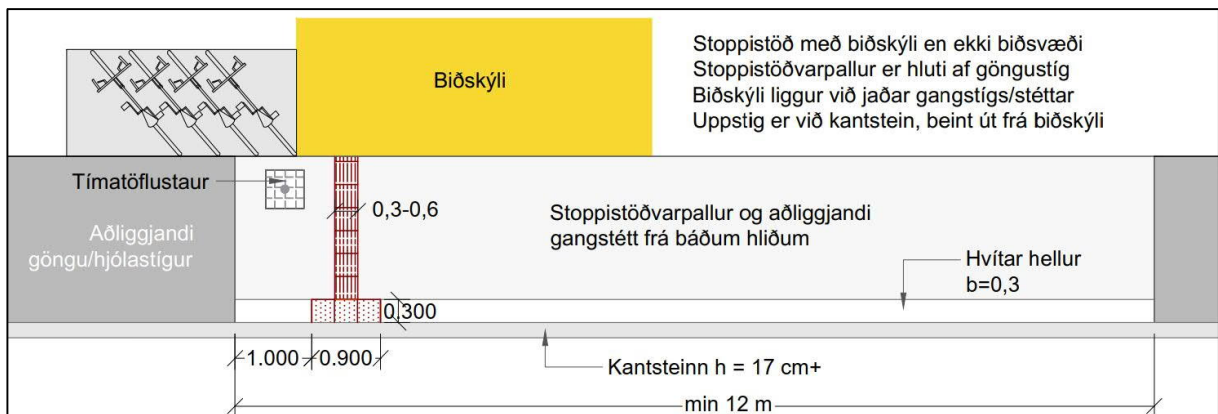 Biðskýli
Stoppistöð með biðskýli en ekki biðsvæði
Stoppistöðvarpallur er hluti af göngustíg
Biðskýli liggur við jaðar gangstígs/stéttar
Uppstig er við kantstein, beint út frá biðskýli
Tímatöflustaur
Aðliggjandi
göngu/hjólastígur
0,3-0,6
Stoppistöðvarpallur og aðliggjandi
gangstétt frá báðum hliðum
Hvítar hellur
b=0,3
0.300
1.000
0.900
Kantsteinn h = 17 cm+
min 12 m